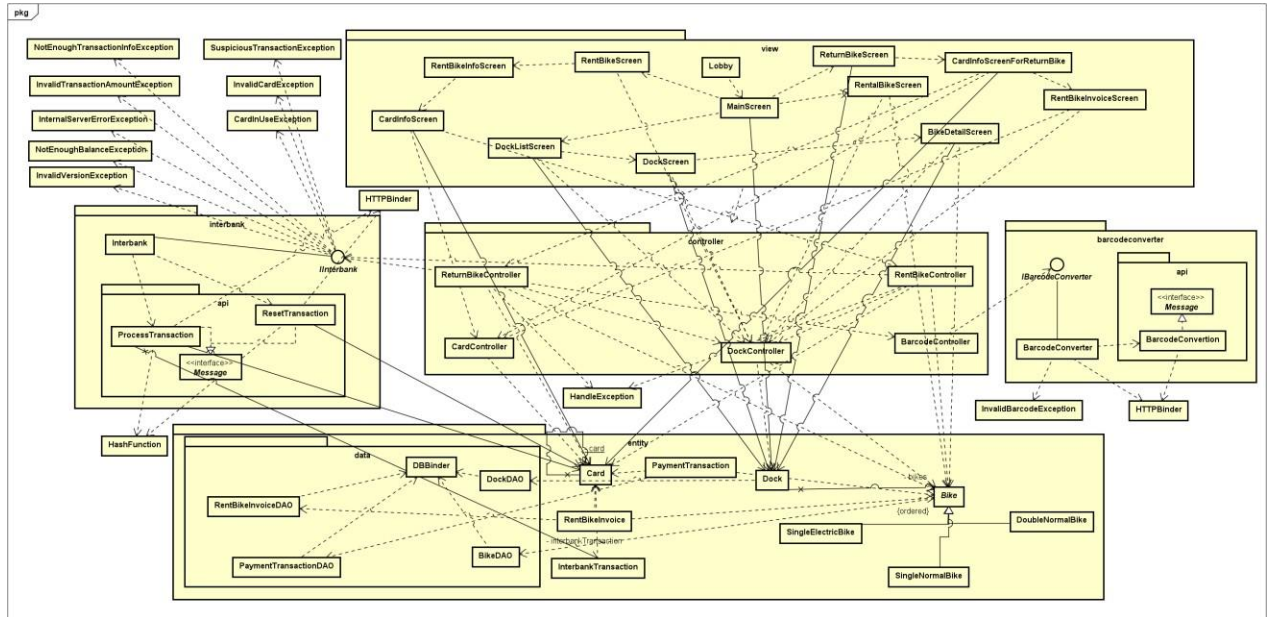 pkg
NotEnoughTransactionInfoException
SuspiciousTransactionException
InvalidTransactionAmountException
InvalidCardException
InternalServerErrorException
CardInUseException
NotEnoughBalanceException
InvalidVersionException
view
RentBikeInfoScreen
RentBikeScreen
Lobby
ReturnBikeScreen
CardInfoScreenForReturnBike
RentalBikeScreen
RentBikeInvoiceScreen
MainScreen
CardInfoScreen
BikeDetailScreen
DockListScreen
DockScreen
HTTPBinder
interbank
Interbank
IInterbank
api
ResetTransaction
ProcessTransaction
<<interface>>
Message
HashFunction
controller
ReturnBikeController
RentBikeController
CardController
DockController
BarcodeController
HandleException
barcodeconverter
IBarcodeConverter
api
<<interface>>
Message
BarcodeConverter
BarcodeConvertion
InvalidBarcodeException
HTTPBinder
entity
data
DBBinder
DockDAO
RentBikeInvoiceDAO
PaymentTransactionDAO
BikeDAO
card
Card
PaymentTransaction
Dock
bikes
Bike
{ordered}
RentBikeInvoice
interbankTransaction
InterbankTransaction
SingleElectricBike
DoubleNormalBike
SingleNormalBike